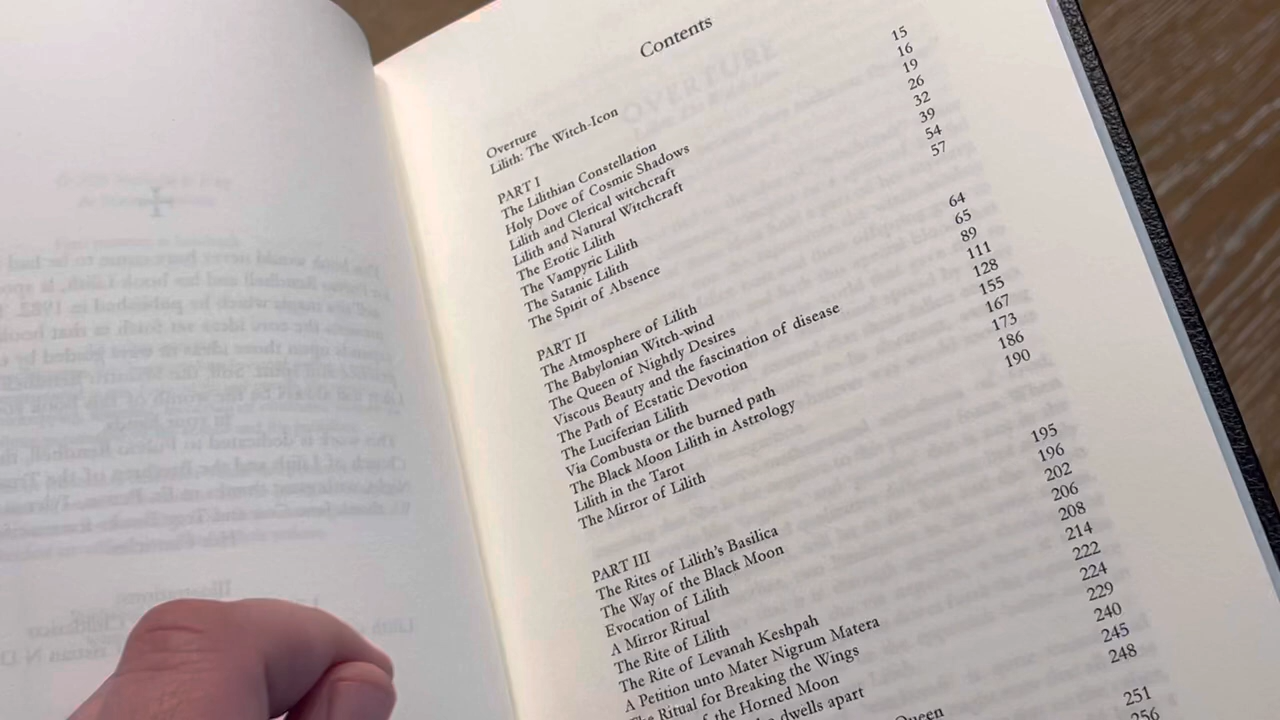 Contents
Overture
Lilith: The Witch-Icon
PART I
The Lilithian Constellation 15
Holy Dove of Cosmic Shadows 16
Lilith and Clerical witchcraft 19
Lilith and Natural Witchcraft 26
The Erotic Lilith 32
The Vampyric Lilith 39
The Satanic Lilith 54
The Spirit of Absence 57
PART II
The Atmosphere of Lilith 64
The Babylonian Witch-wind 65
The Queen of Nightly Desires 89
Viscous Beauty and the fascination of disease 111
The Path of Ecstatic Devotion 128
The Luciferian Lilith 155
Via Combusta or the burned path 167
The Black Moon Lilith in Astrology 173
Lilith in the Tarot 186
The Mirror of Lilith 190
PART III
The Rites of Lilith's Basilica 195
The Way of the Black Moon 196
Evocation of Lilith 202
A Mirror Ritual 206
The Rite of Lilith 208
The Rite of Levanah Keshpah 214
A Petition unto Mater Nigrum Matera 222
The Ritual for Breaking the Wings 224
of the Horned Moon 229
dwells apart 240
Queen 245
248
251
256